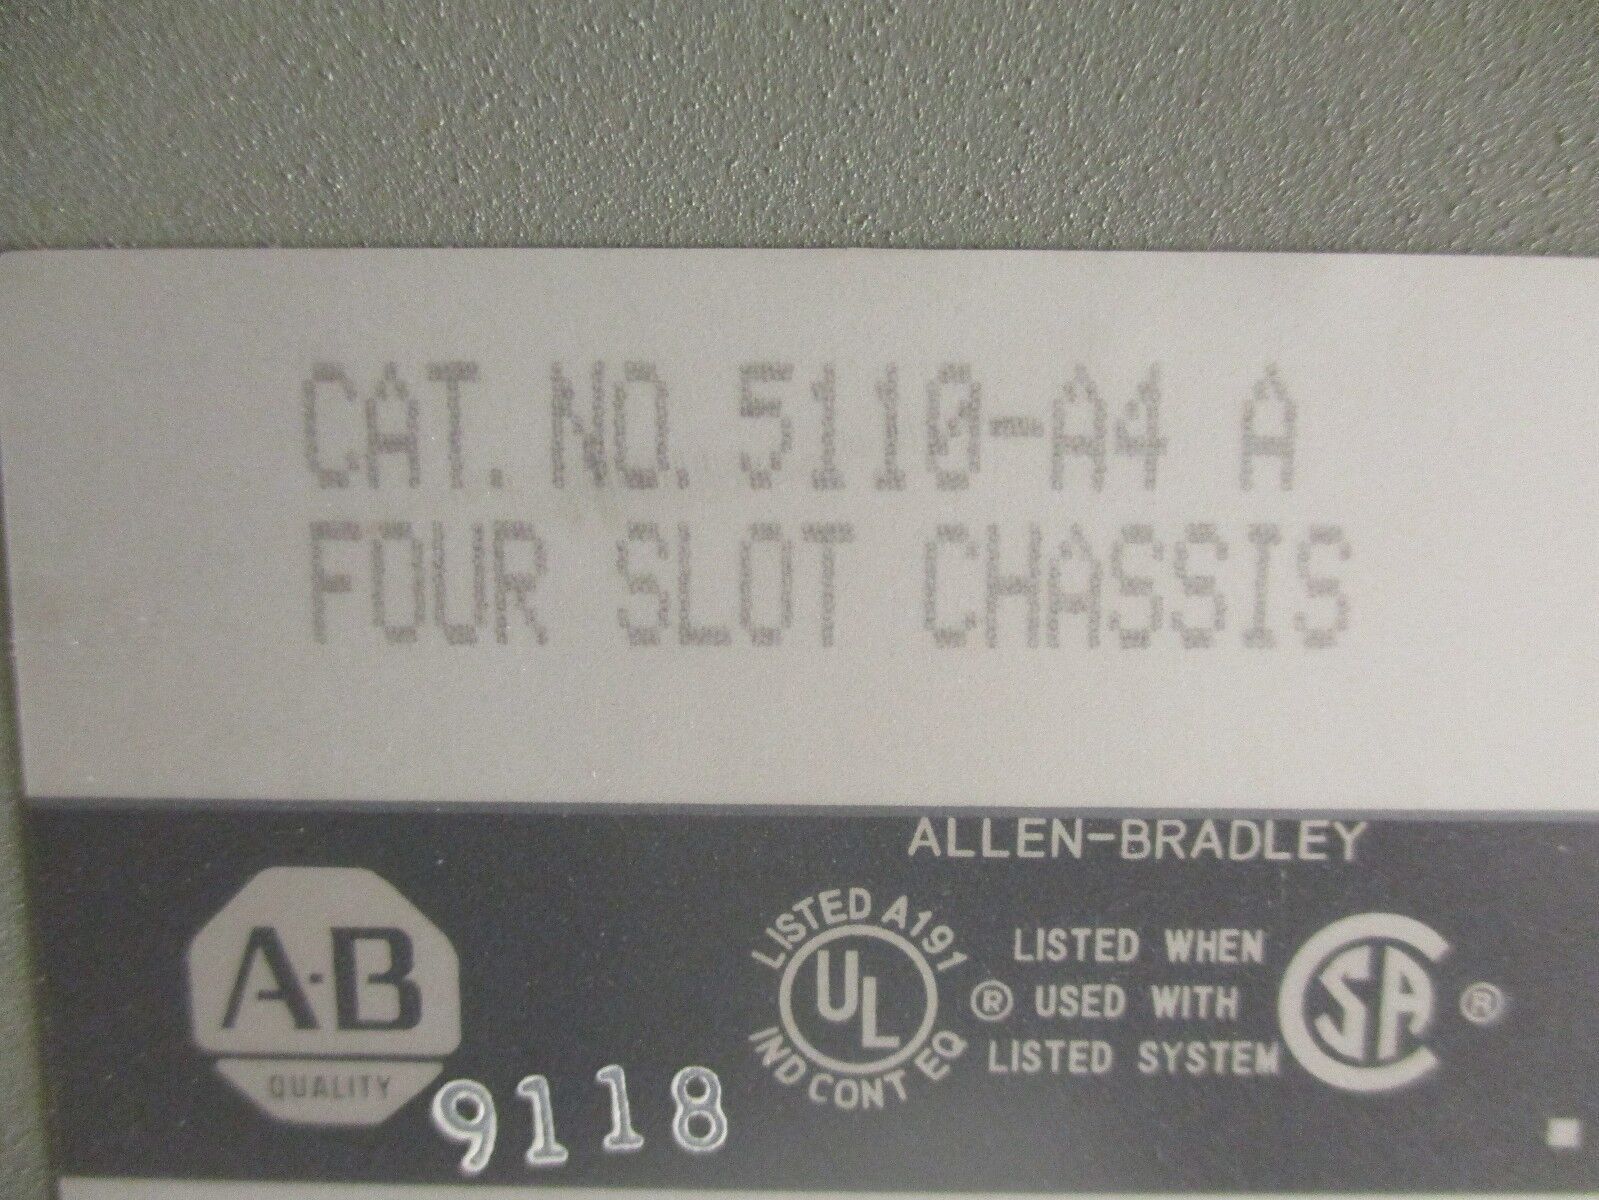 CAT. NO. 5110-A4 A
FOUR SLOT CHASSIS
ALLEN-BRADLEY
A-B
QUALITY
9118
LISTED A191
UL
IND CONT EQ
®
LISTED WHEN
USED WITH
LISTED SYSTEM
SA
®